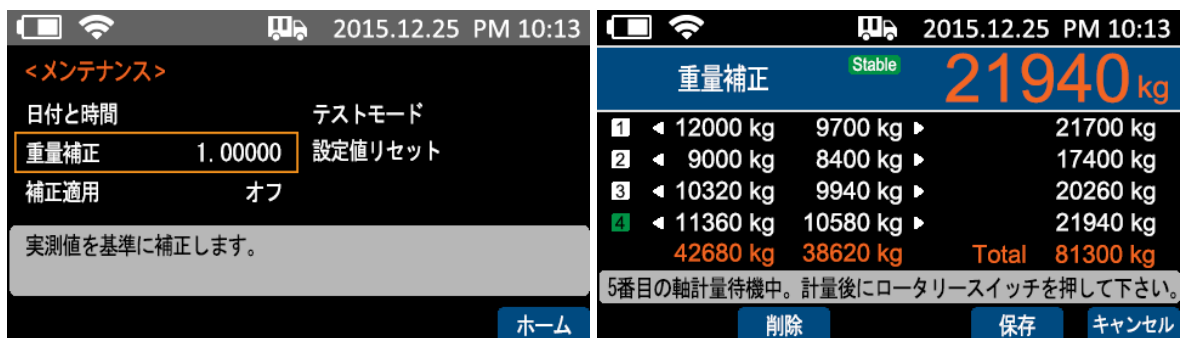 2015.12.25 PM 10:13
<メンテナンス>
日付と時間 テストモード
重量補正 1.00000 設定値リセット
補正適用 オフ
実測値を基準に補正します。
ホーム
2015.12.25 PM 10:13
重量補正 Stable 21940 kg
1 ◀ 12000 kg 9700 kg ▶ 21700 kg
2 ◀ 9000 kg 8400 kg ▶ 17400 kg
3 ◀ 10320 kg 9940 kg ▶ 20260 kg
4 ◀ 11360 kg 10580 kg ▶ 21940 kg
42680 kg 38620 kg Total 81300 kg
5番目の軸計量待機中。計量後にロータリースイッチを押して下さい。
削除 保存 キャンセル